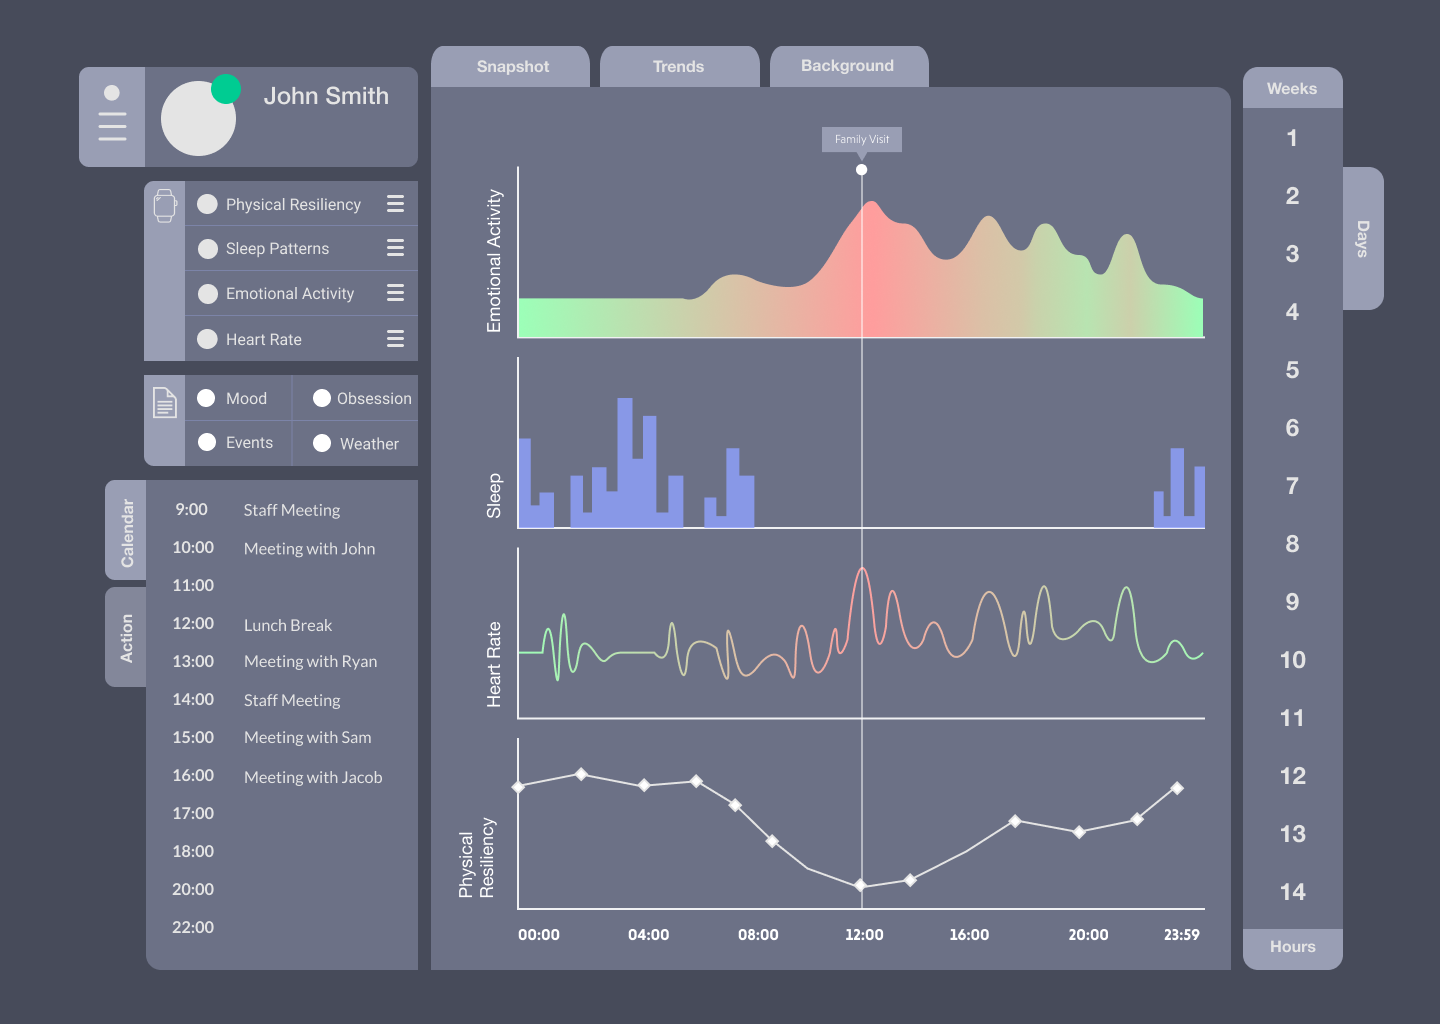 Snapshot
Trends
Background
John Smith
Physical Resiliency
Sleep Patterns
Emotional Activity
Heart Rate
Mood
Obsession
Events
Weather
Calendar
Action
9:00 Staff Meeting
10:00 Meeting with John
11:00
12:00 Lunch Break
13:00 Meeting with Ryan
14:00 Staff Meeting
15:00 Meeting with Sam
16:00 Meeting with Jacob
17:00
18:00
20:00
22:00
Family Visit
Emotional Activity
Sleep
Heart Rate
Physical
Resiliency
00:00 04:00 08:00 12:00 16:00 20:00 23:59
Weeks
1
2
3
4
5
6
7
8
9
10
11
12
13
14
Hours
Days